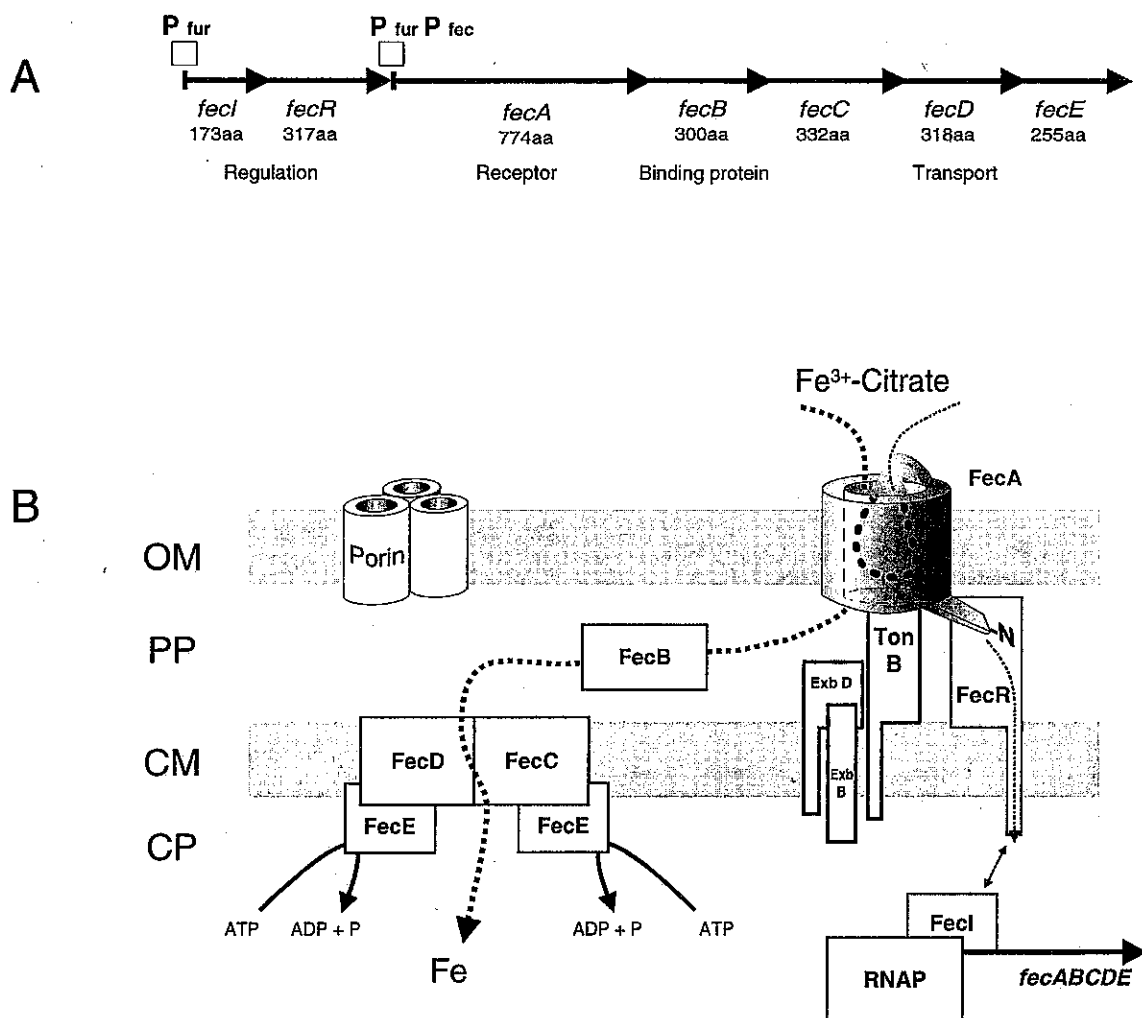 A
P fur
P fur P fec
fecI fecR fecA fecB fecC fecD fecE
173aa 317aa 774aa 300aa 332aa 318aa 255aa
Regulation Receptor Binding protein Transport
B
Fe³⁺-Citrate
FecA
OM
Porin
PP
FecB
Ton
B
N
Exb D
FecR
CM
FecD FecC
Exb
B
CP
FecE FecE
ATP ADP + P ADP + P ATP
Fe
FecI
RNAP
fecABCDE